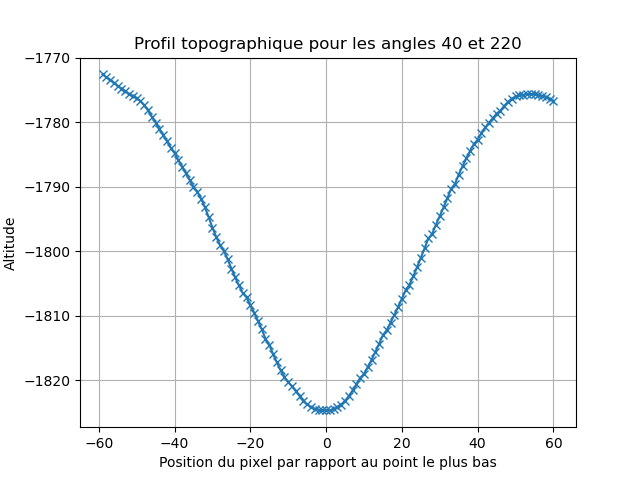 Profil topographique pour les angles 40 et 220
−1770
−1780
−1790
−1800
−1810
−1820
Altitude
−60 −40 −20 0 20 40 60
Position du pixel par rapport au point le plus bas